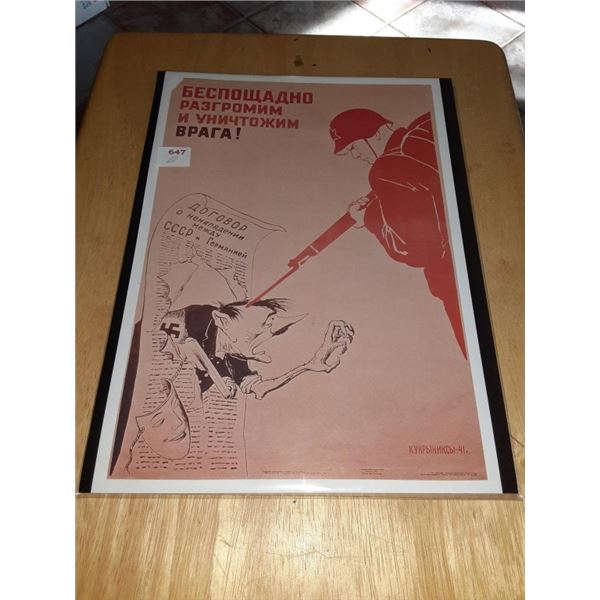 БЕСПОЩАДНО
РАЗГРОМИМ
И УНИЧТОЖИМ
ВРАГА!
647
ДОГОВОР
О НЕНАПАДЕНИИ
МЕЖДУ
СССР и ГЕРМАНИЕЙ
КУКРЫНИКСЫ-41.